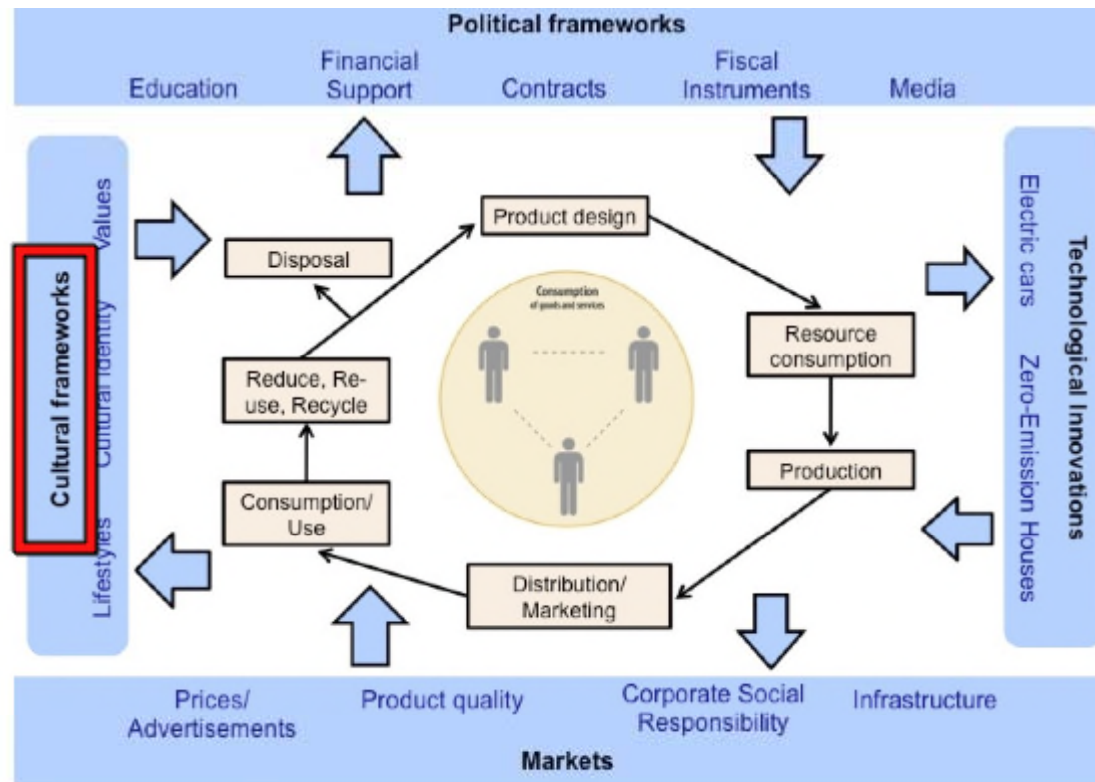 Political frameworks
Education
Financial
Support
Contracts
Fiscal
Instruments
Media
Cultural frameworks
Values
Cultural Identity
Lifestyles
Product design
Disposal
Consumption
of goods and services
Resource
consumption
Reduce, Re-
use, Recycle
Production
Consumption/
Use
Distribution/
Marketing
Electric cars
Zero-Emission Houses
Technological Innovations
Prices/
Advertisements
Product quality
Corporate Social
Responsibility
Infrastructure
Markets